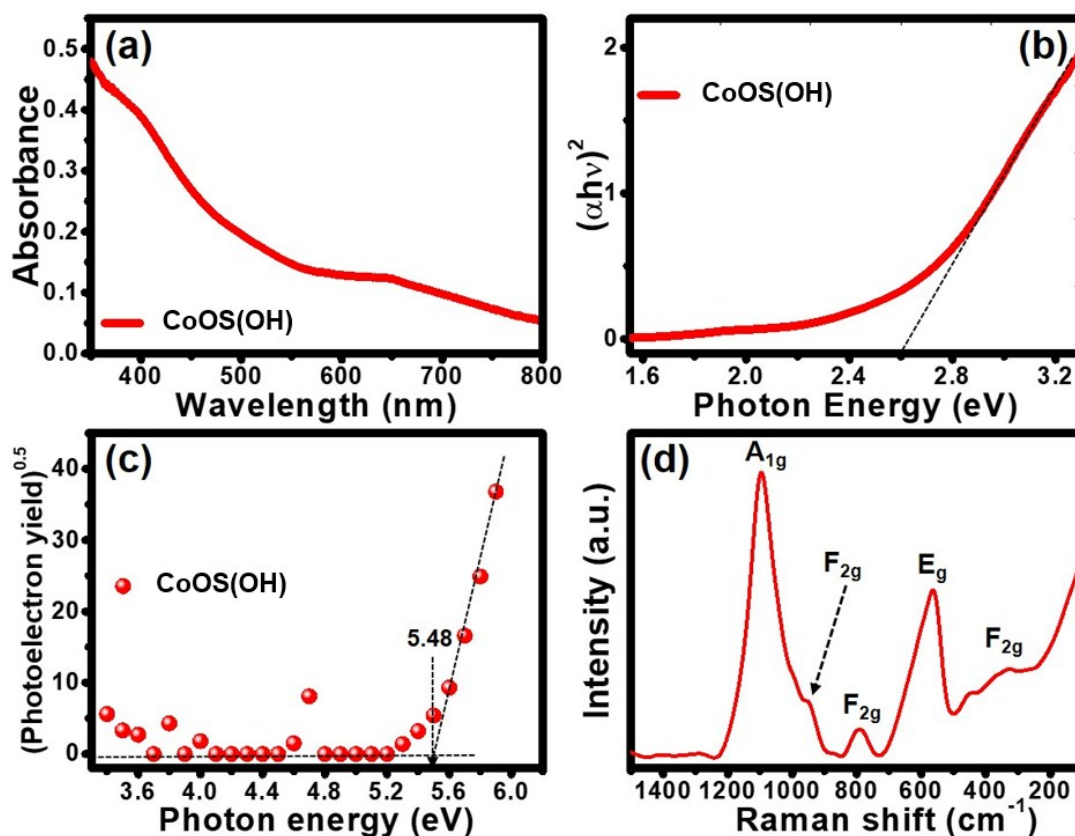 (a)
Absorbance
0.5
0.4
0.3
0.2
0.1
0.0
CoOS(OH)
400 500 600 700 800
Wavelength (nm)
(b)
(αhν)²
2
1
0
CoOS(OH)
1.6 2.0 2.4 2.8 3.2
Photon Energy (eV)
(c)
(Photoelectron yield)^0.5
40
30
20
10
0
CoOS(OH)
5.48
3.6 4.0 4.4 4.8 5.2 5.6 6.0
Photon energy (eV)
(d)
Intensity (a.u.)
A1g
F2g
Eg
F2g
F2g
1400 1200 1000 800 600 400 200
Raman shift (cm⁻¹)